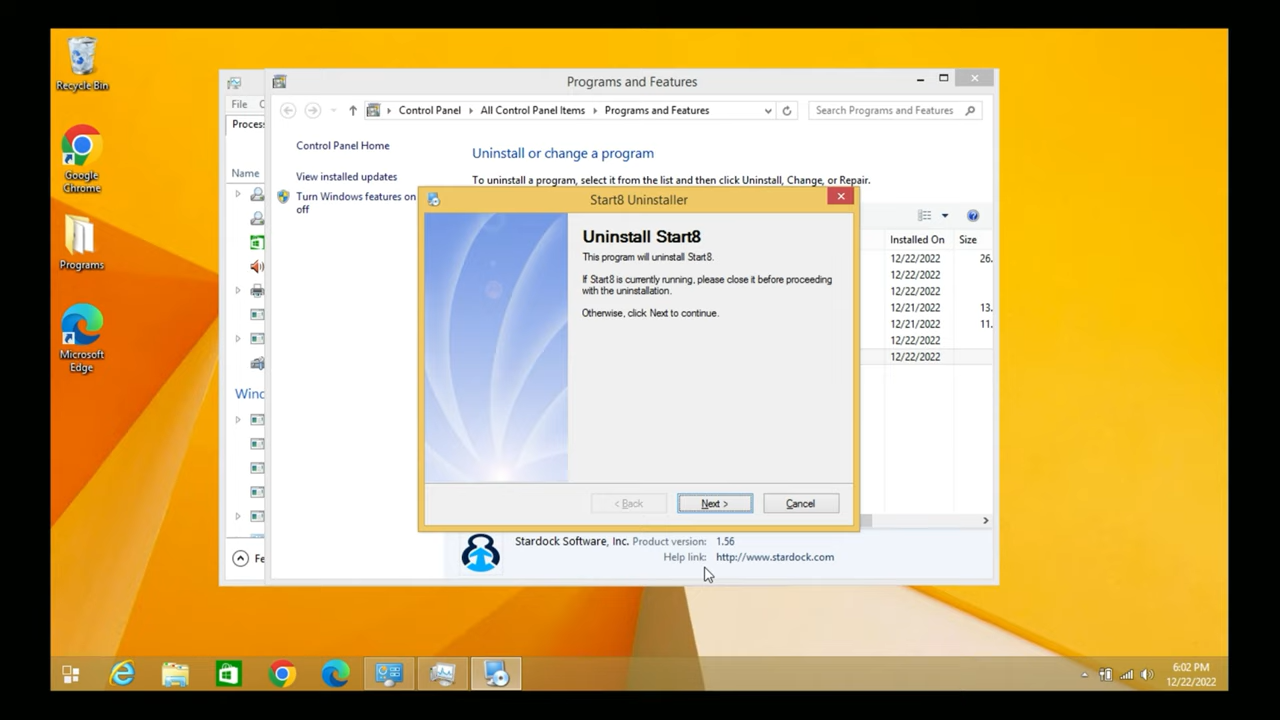 Recycle Bin
Google
Chrome
Programs
Microsoft
Edge
File
Process
Name
Wind
Fe
Programs and Features
Control Panel
All Control Panel Items
Programs and Features
Search Programs and Features
Control Panel Home
View installed updates
Turn Windows features on
off
Uninstall or change a program
To uninstall a program, select it from the list and then click Uninstall, Change, or Repair.
Installed On
Size
12/22/2022
26.
12/22/2022
12/22/2022
12/21/2022
13.
12/21/2022
11.
12/22/2022
12/22/2022
Start8 Uninstaller
Uninstall Start8
This program will uninstall Start8.
If Start8 is currently running, please close it before proceeding
with the uninstallation.
Otherwise, click Next to continue.
< Back
Next >
Cancel
Stardock Software, Inc. Product version: 1.56
Help link: http://www.stardock.com
6:02 PM
12/22/2022